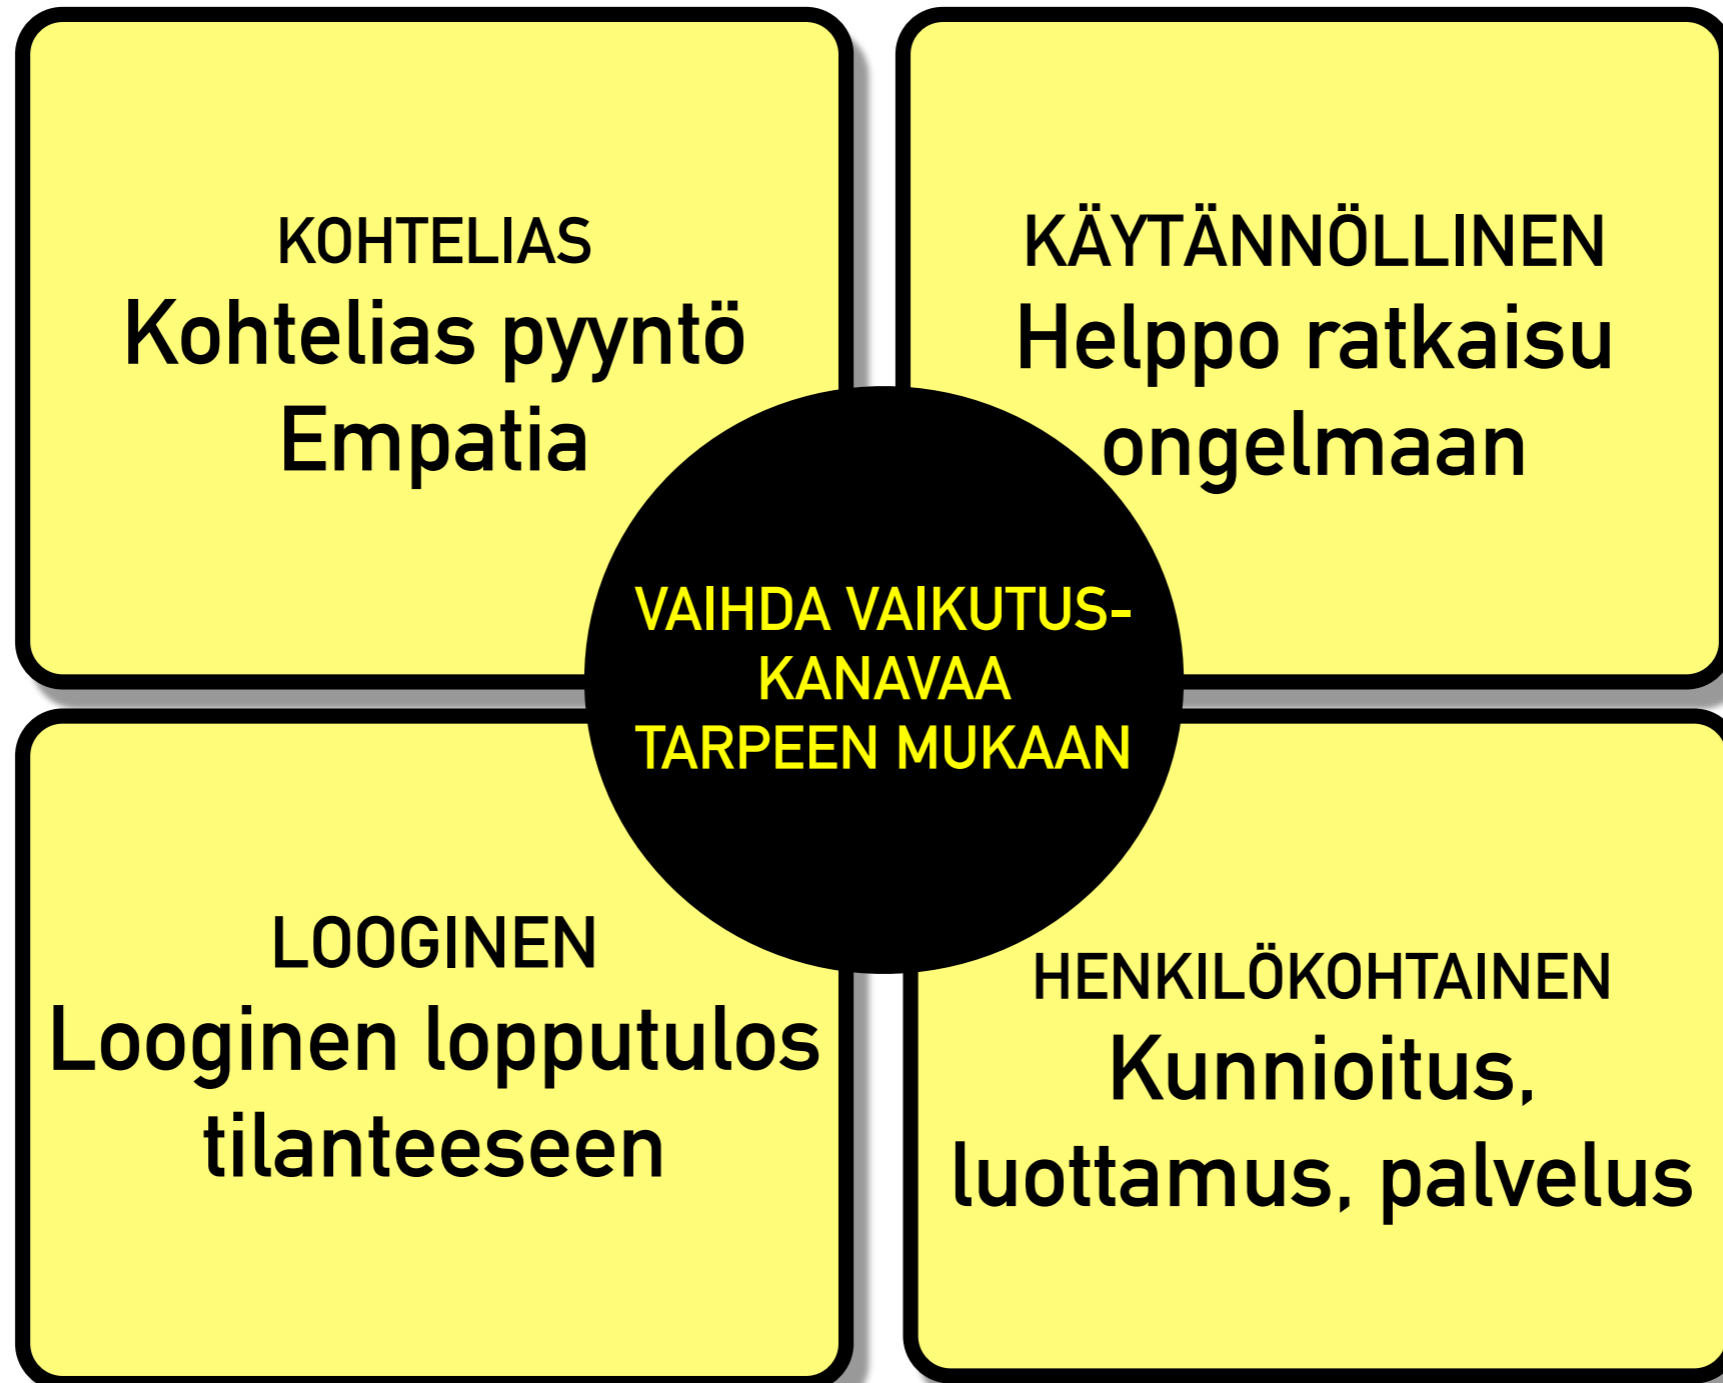 KOHTELIAS
Kohtelias pyyntö
Empatia
KÄYTÄNNÖLLINEN
Helppo ratkaisu
ongelmaan
VAIHDA VAIKUTUS-
KANAVAA
TARPEEN MUKAAN
LOOGINEN
Looginen lopputulos
tilanteeseen
HENKILÖKOHTAINEN
Kunnioitus,
luottamus, palvelus